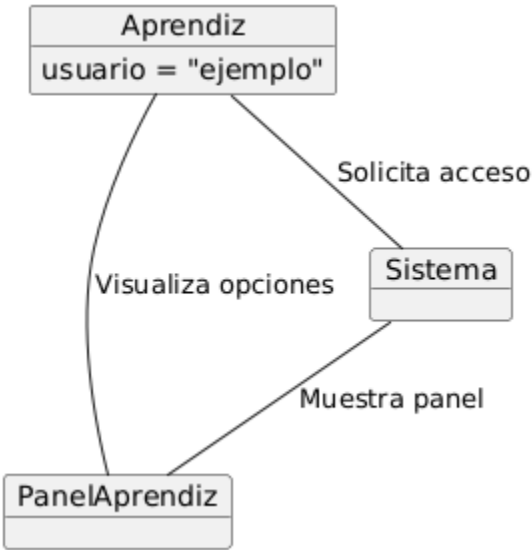 Aprendiz
usuario = "ejemplo"
Solicita acceso
Sistema
Visualiza opciones
Muestra panel
PanelAprendiz